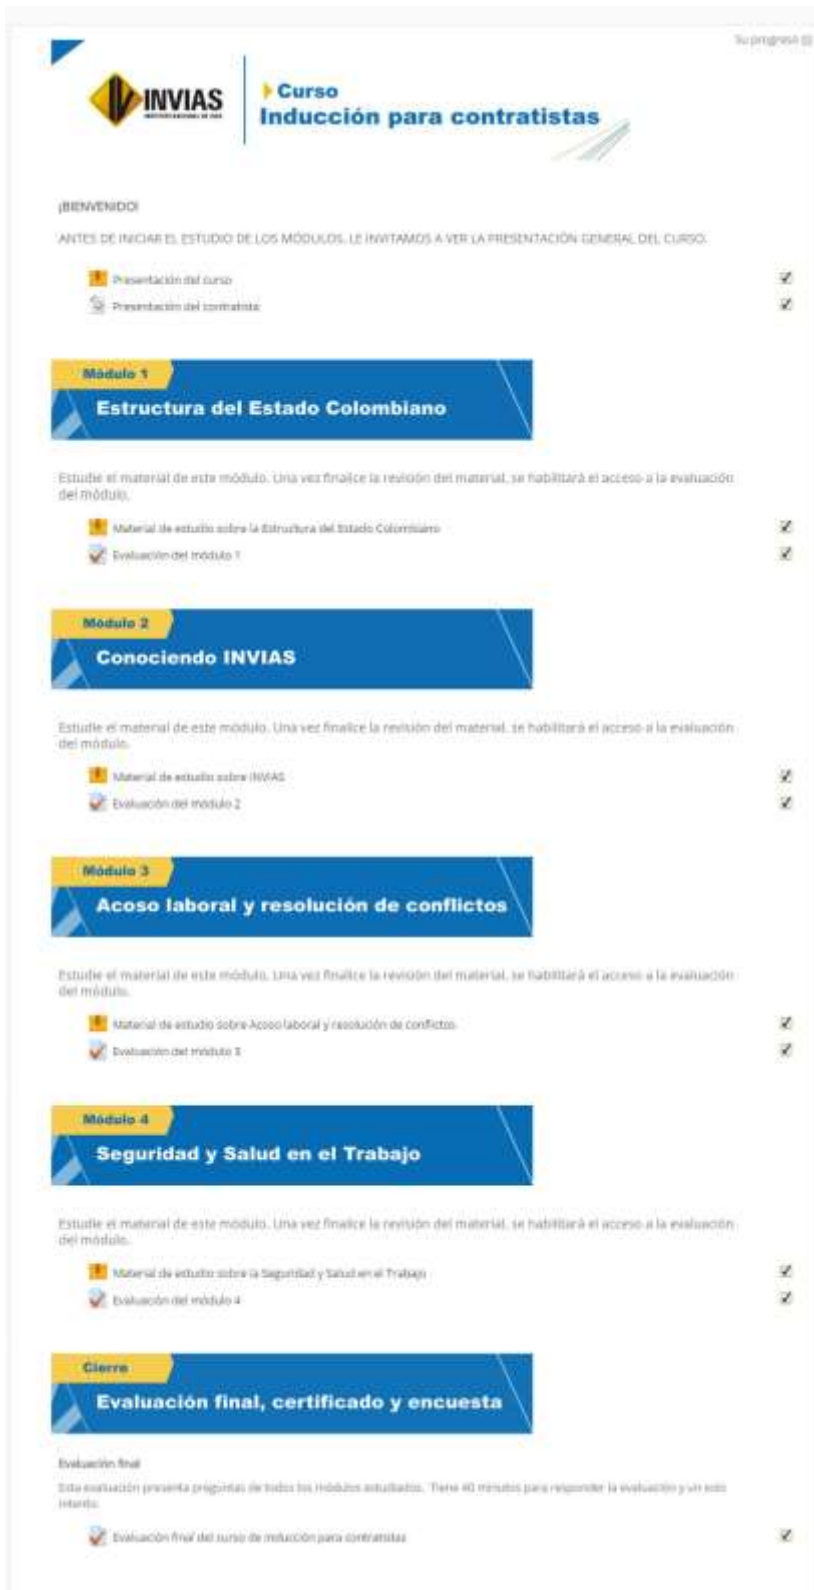 Su progreso
INVIAS
INSTITUTO NACIONAL DE VÍAS
Curso
Inducción para contratistas
¡BIENVENIDO!
ANTES DE INICIAR EL ESTUDIO DE LOS MÓDULOS, LE INVITAMOS A VER LA PRESENTACIÓN GENERAL DEL CURSO.
Presentación del curso
Presentación del contratista
Módulo 1
Estructura del Estado Colombiano
Estudie el material de este módulo. Una vez finalice la revisión del material, se habilitará el acceso a la evaluación
del módulo.
Material de estudio sobre la Estructura del Estado Colombiano
Evaluación del módulo 1
Módulo 2
Conociendo INVIAS
Estudie el material de este módulo. Una vez finalice la revisión del material, se habilitará el acceso a la evaluación
del módulo.
Material de estudio sobre INVIAS
Evaluación del módulo 2
Módulo 3
Acoso laboral y resolución de conflictos
Estudie el material de este módulo. Una vez finalice la revisión del material, se habilitará el acceso a la evaluación
del módulo.
Material de estudio sobre Acoso laboral y resolución de conflictos
Evaluación del módulo 3
Módulo 4
Seguridad y Salud en el Trabajo
Estudie el material de este módulo. Una vez finalice la revisión del material, se habilitará el acceso a la evaluación
del módulo.
Material de estudio sobre la Seguridad y Salud en el Trabajo
Evaluación del módulo 4
Cierre
Evaluación final, certificado y encuesta
Evaluación final
Esta evaluación presenta preguntas de todos los módulos estudiados. Tiene 40 minutos para responder la evaluación y un solo
intento.
Evaluación final del curso de inducción para contratistas